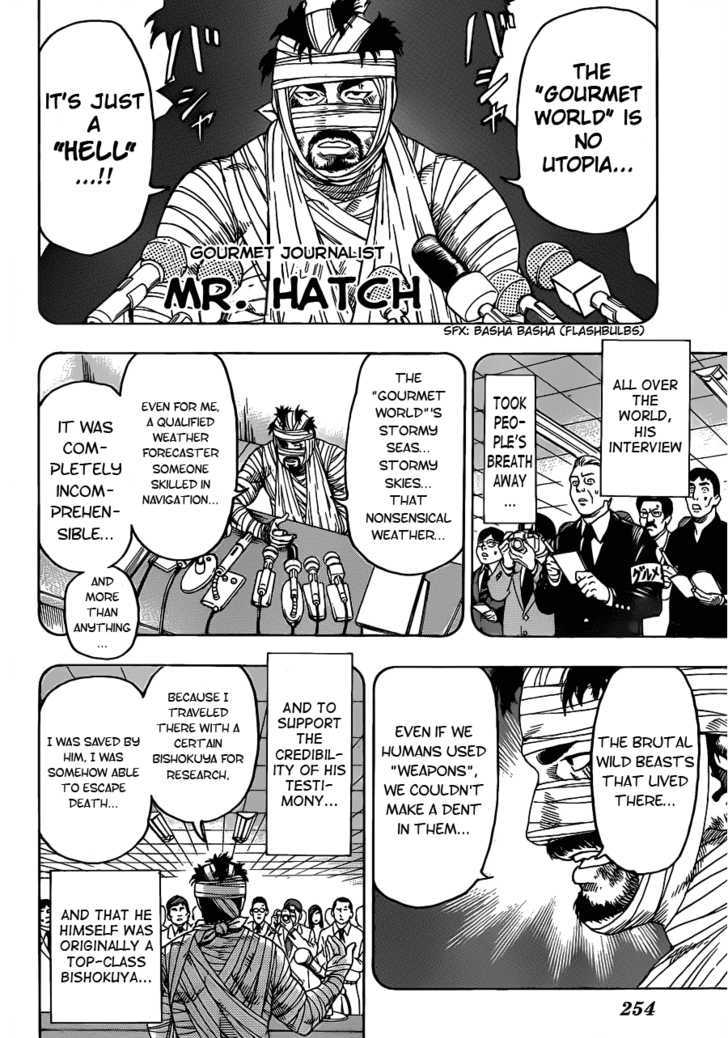 THE
"GOURMET
WORLD" IS
NO
UTOPIA...
IT'S JUST
A
"HELL"
...!!
GOURMET JOURNALIST
MR. HATCH
SFX: BASHA BASHA (FLASHBULBS)
ALL OVER
THE
WORLD,
HIS
INTERVIEW
TOOK
PEO-
PLE'S
BREATH
AWAY
...
グルメ
THE
"GOURMET
WORLD"'S
STORMY
SEAS...
STORMY
SKIES...
THAT
NONSENSICAL
WEATHER...
EVEN FOR ME,
A QUALIFIED
WEATHER
FORECASTER
SOMEONE
SKILLED IN
NAVIGATION...
IT WAS
COM-
PLETELY
INCOM-
PREHEN-
SIBLE...
AND
MORE
THAN
ANYTHING
...
THE BRUTAL
WILD BEASTS
THAT LIVED
THERE...
EVEN IF WE
HUMANS USED
"WEAPONS",
WE COULDN'T
MAKE A DENT
IN THEM...
AND TO
SUPPORT
THE
CREDIBIL-
ITY OF HIS
TESTI-
MONY...
BECAUSE I
TRAVELED
THERE WITH A
CERTAIN
BISHOKUYA FOR
RESEARCH.
I WAS SAVED BY
HIM, I WAS
SOMEHOW ABLE
TO ESCAPE
DEATH...
AND THAT HE
HIMSELF WAS
ORIGINALLY A
TOP-CLASS
BISHOKUYA...
254